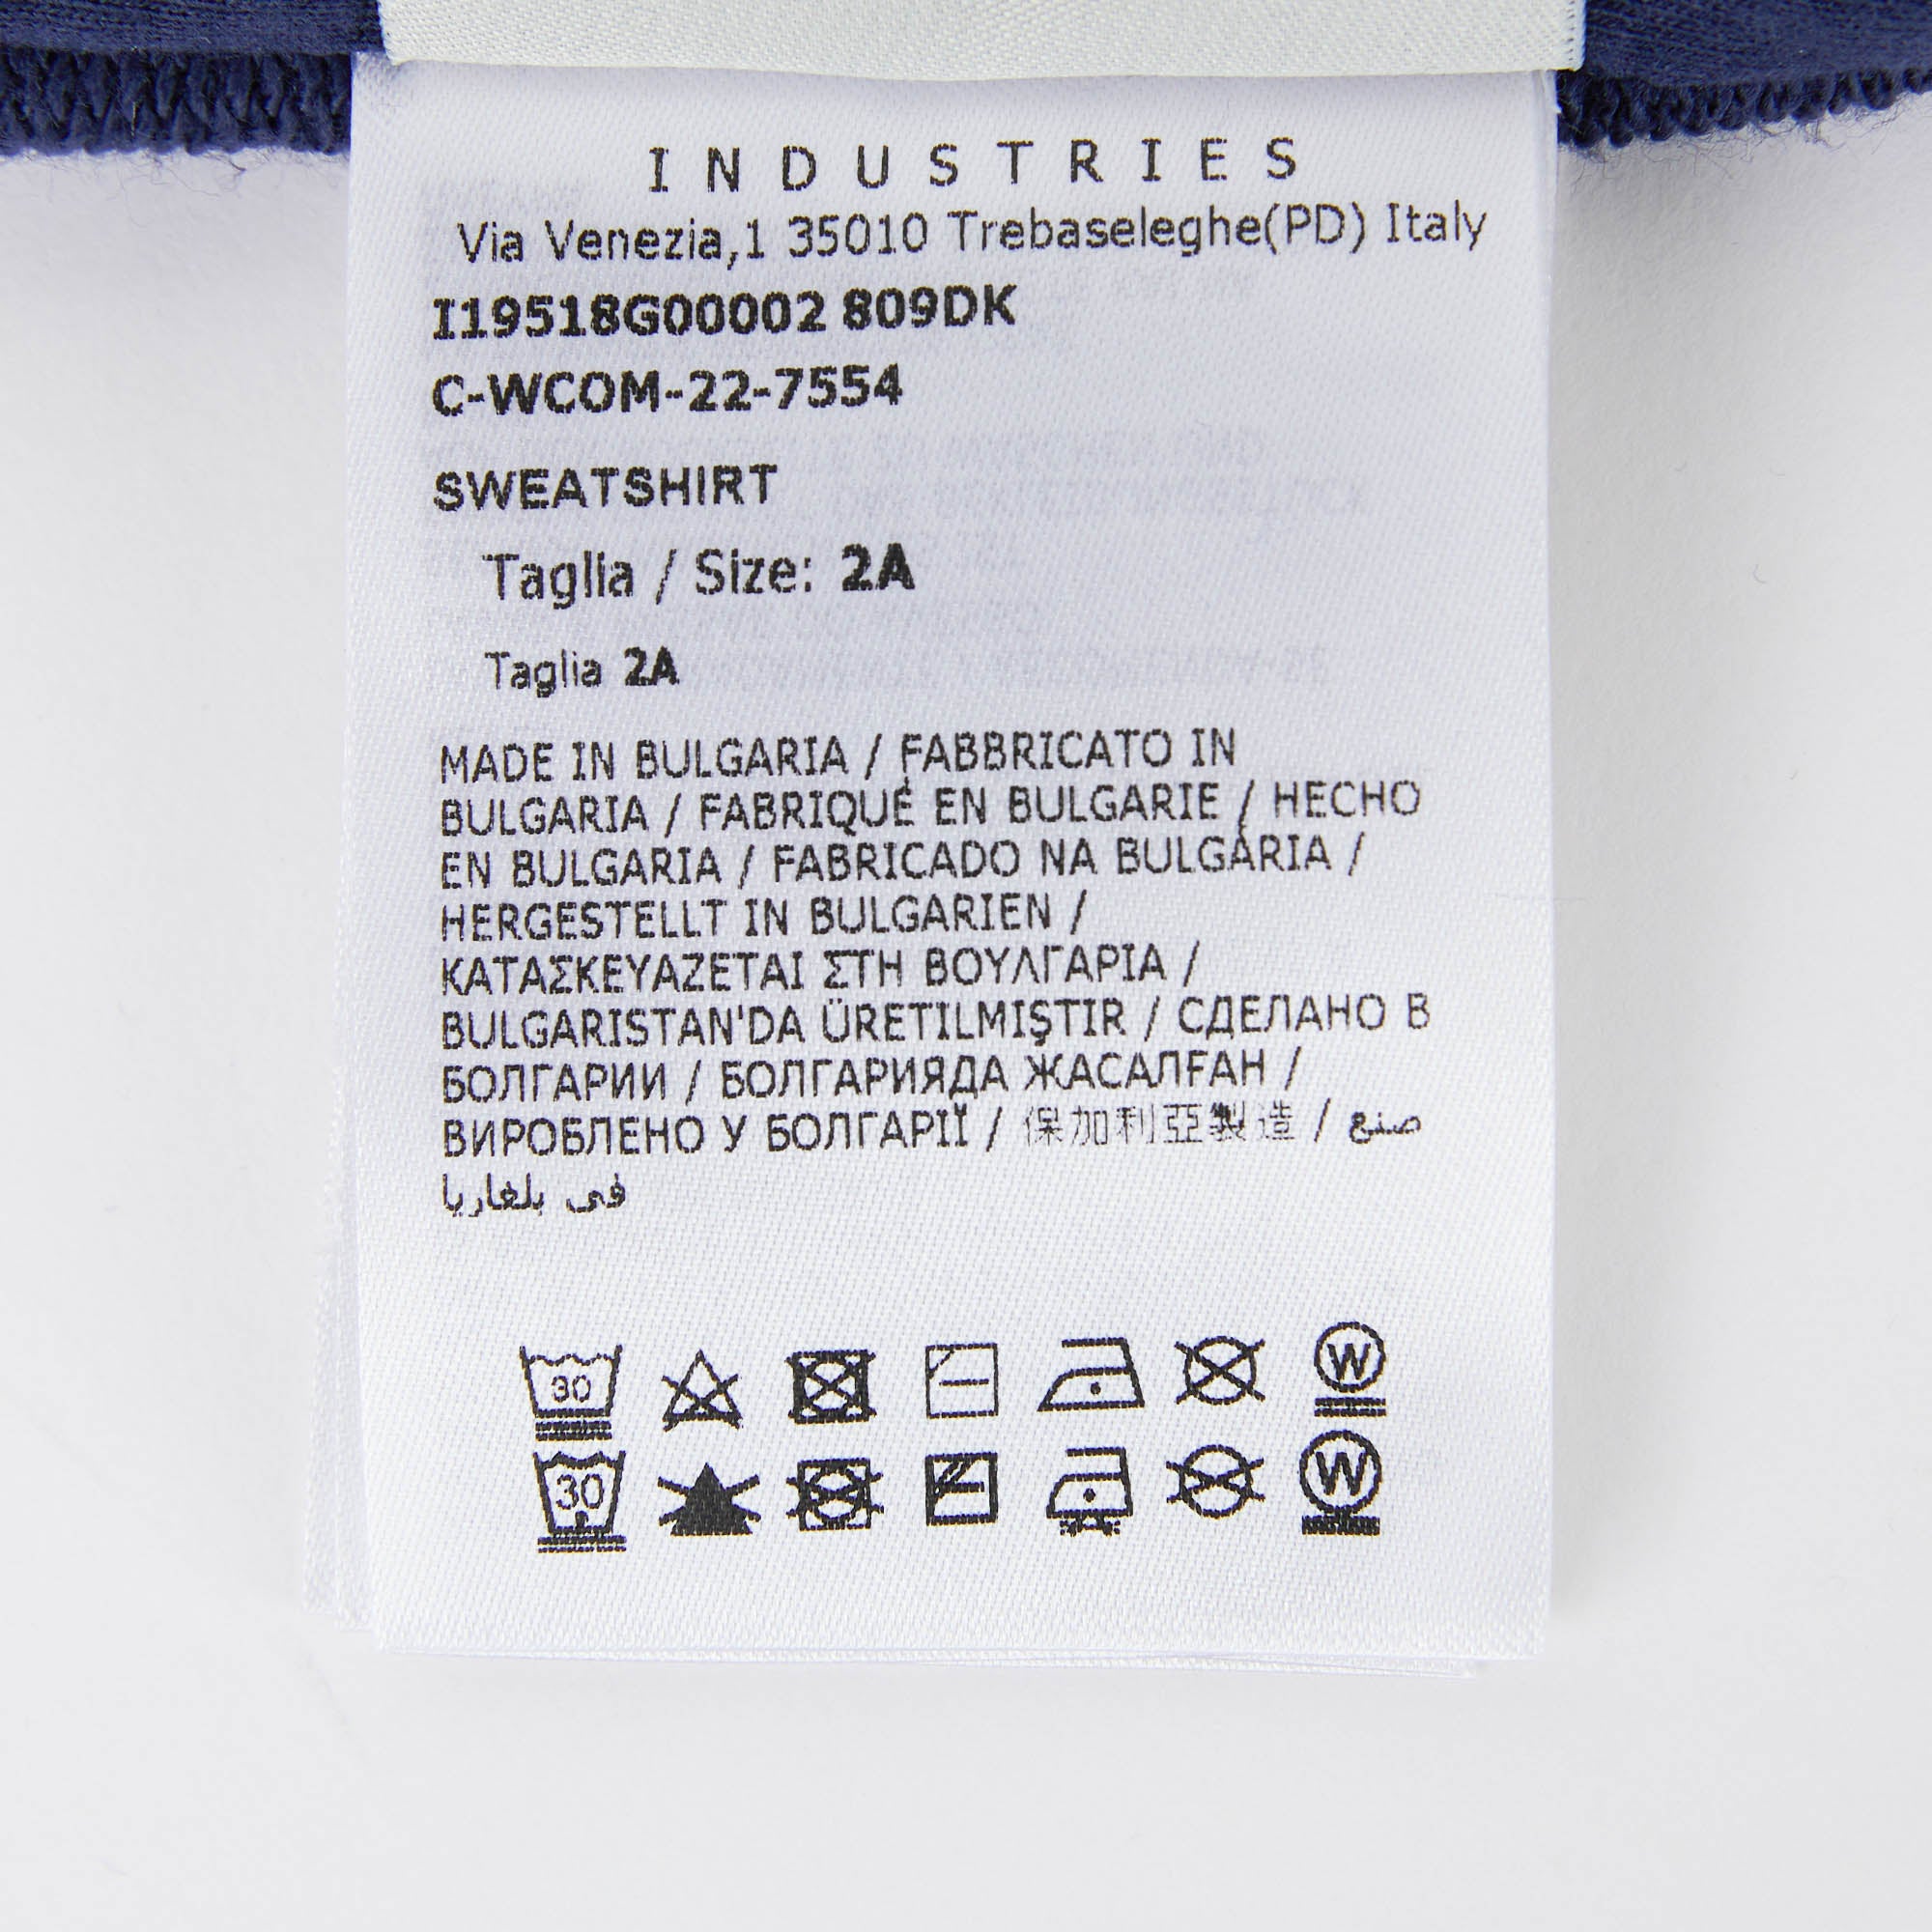 INDUSTRIES
Via Venezia,1 35010 Trebaseleghe(PD) Italy
I19518G00002 809DK
C-WCOM-22-7554
SWEATSHIRT
Taglia / Size: 2A
Taglia 2A
MADE IN BULGARIA / FABBRICATO IN
BULGARIA / FABRIQUÉ EN BULGARIE / HECHO
EN BULGARIA / FABRICADO NA BULGÁRIA /
HERGESTELLT IN BULGARIEN /
ΚΑΤΑΣΚΕΥΑΖΕΤΑΙ ΣΤΗ ΒΟΥΛΓΑΡΙΑ /
BULGARISTAN'DA ÜRETILMIŞTIR / СДЕЛАНО В
БОЛГАРИИ / БОЛГАРИЯДА ЖАСАЛҒАН /
ВИРОБЛЕНО У БОЛГАРІЇ / 保加利亞製造 / صنع
فى بلغاريا
30 W
30 W